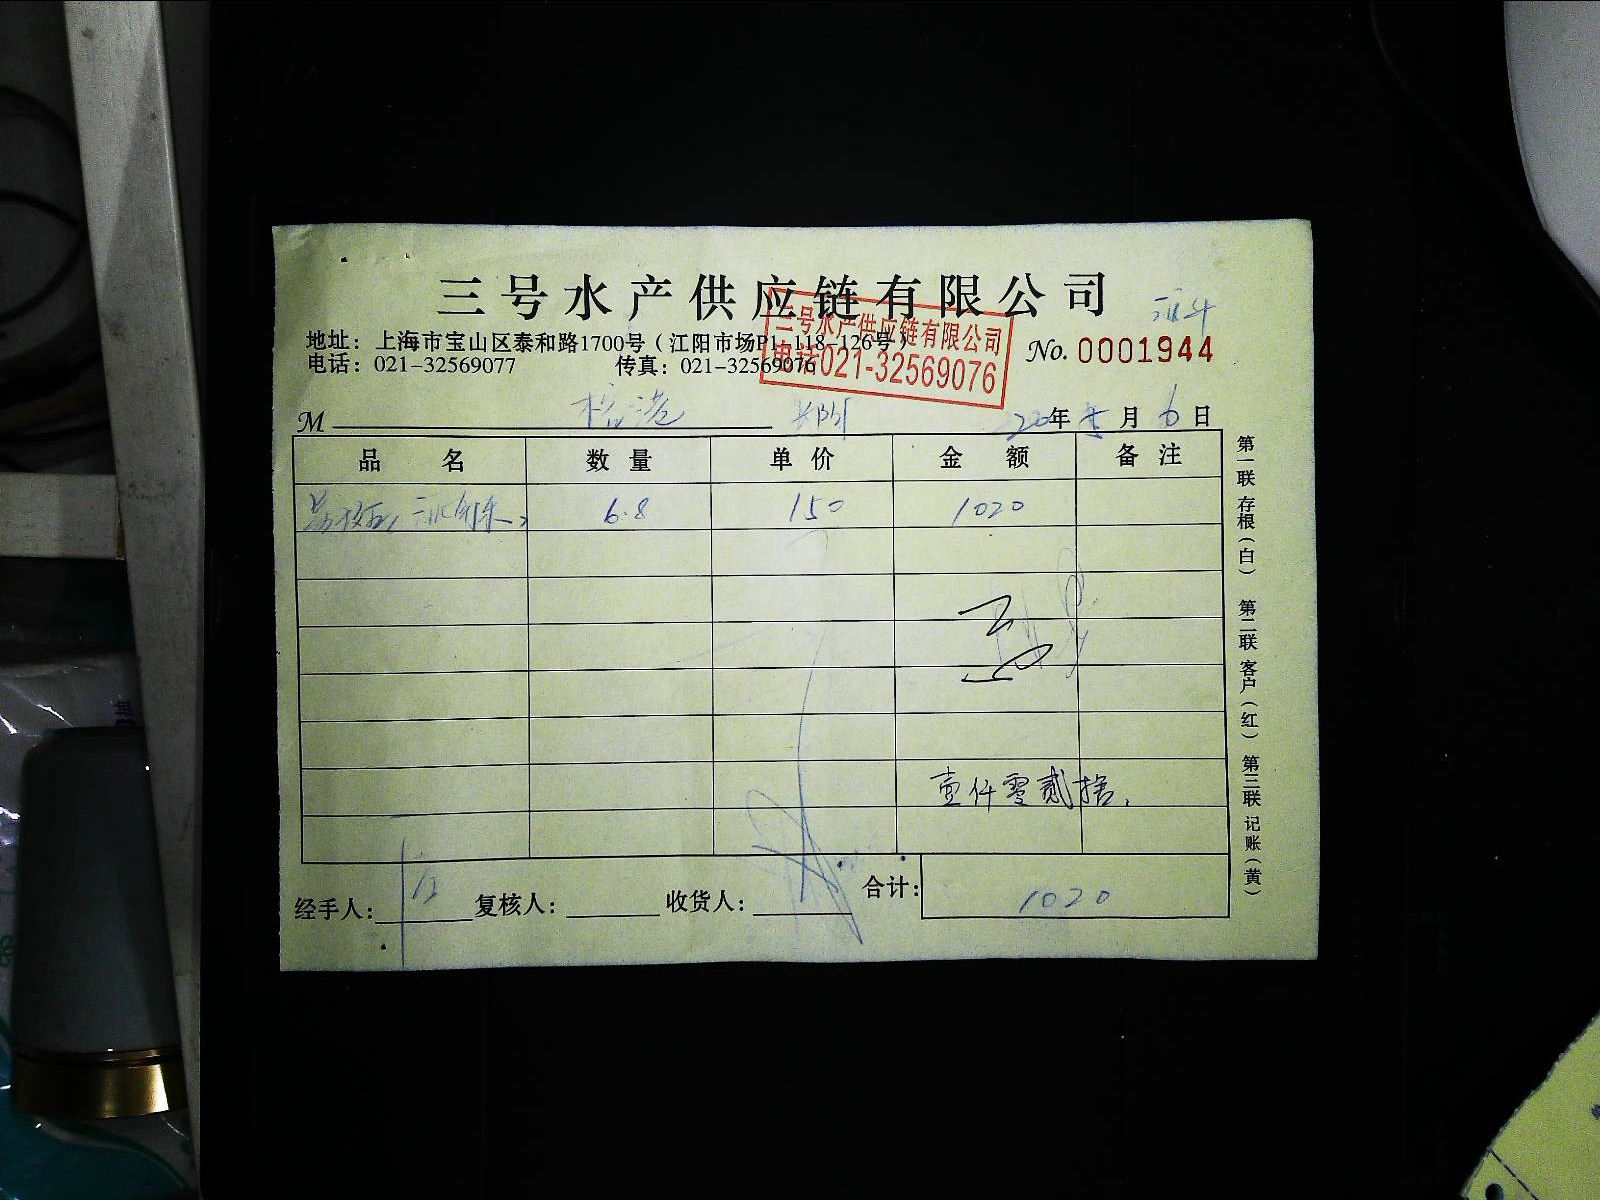 三号水产供应链有限公司
地址：上海市宝山区泰和路1700号（江阳市场P1-118-126号）
电话：021-32569077 传真：021-32569076
三号水产供应链有限公司
电话021-32569076
No. 0001944
M 年 月 6 日
品名 数量 单价 金额 备注
6.8 150 1020
壹仟零贰拾.
经手人： 复核人： 收货人： 合计： 1020
第一联 存根（白） 第二联 客户（红） 第三联 记账（黄）